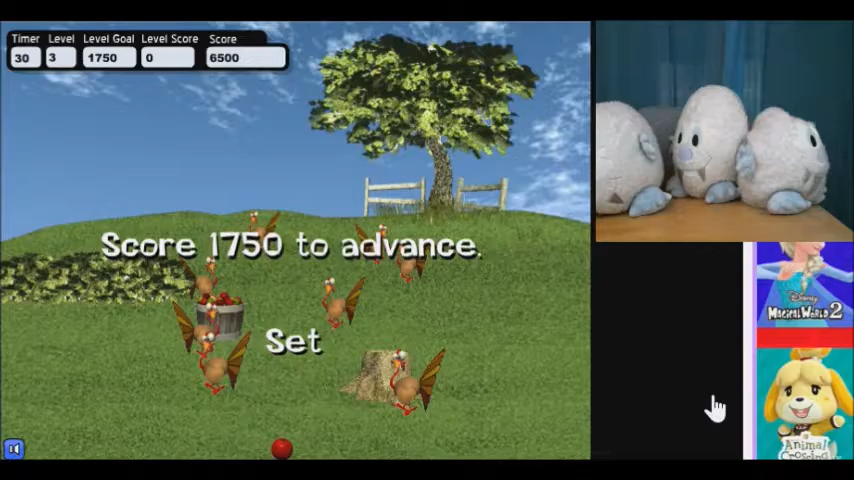 Timer Level Level Goal Level Score Score
30 3 1750 0 6500
Score 1750 to advance.
Set
Disney
MAGICAL WORLD 2
Animal
Crossing